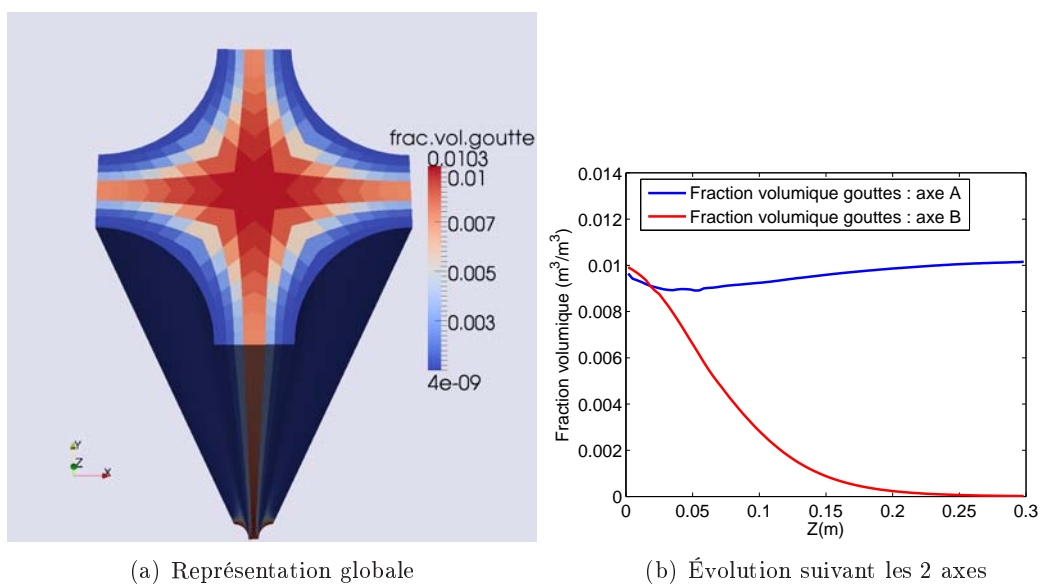 frac.vol.goutte
0.0103
0.01
0.007
0.005
0.003
4e-09
Y
Z
X
(a) Représentation globale
Fraction volumique gouttes : axe A
Fraction volumique gouttes : axe B
Fraction volumique (m³/m³)
0.014
0.012
0.01
0.008
0.006
0.004
0.002
0
0 0.05 0.1 0.15 0.2 0.25 0.3
Z(m)
(b) Évolution suivant les 2 axes